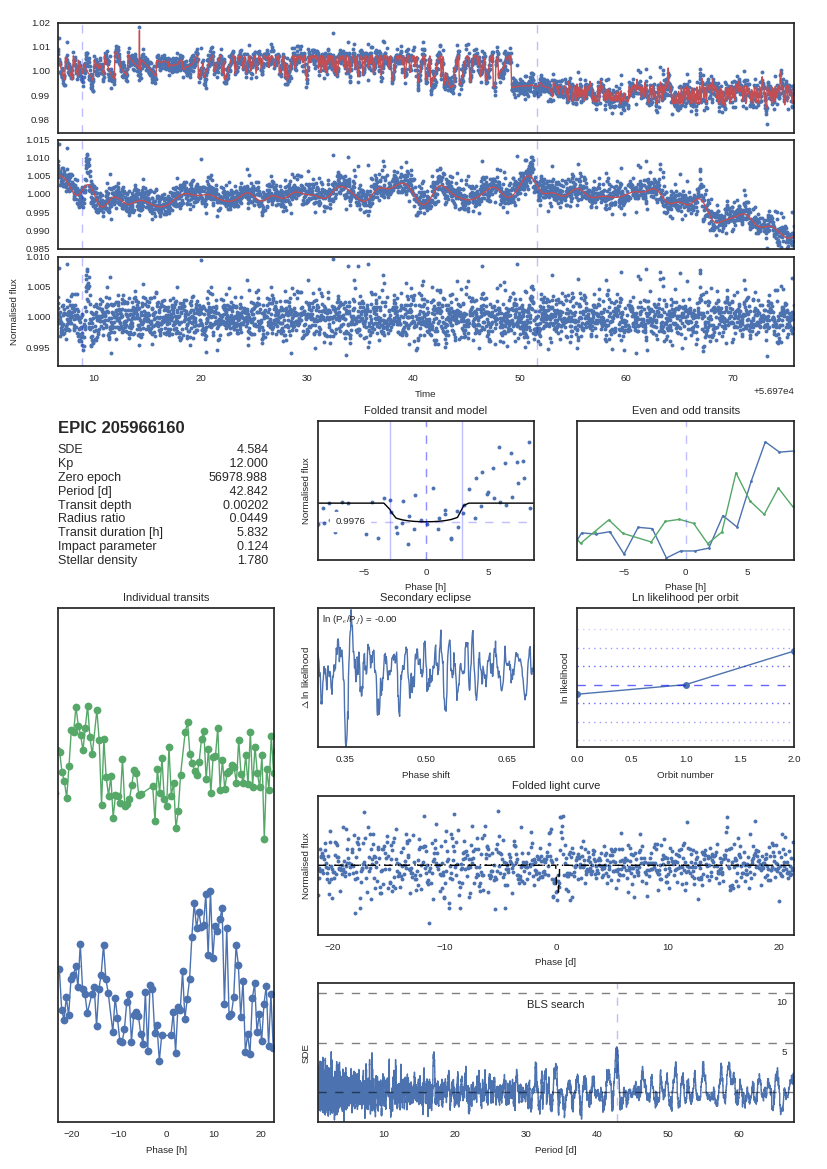 1.02
1.01
1.00
0.99
0.98
1.015
1.010
1.005
1.000
0.995
0.990
0.985
1.010
1.005
1.000
0.995
Normalised flux
10 20 30 40 50 60 70
Time
+5.697e4
EPIC 205966160
SDE 4.584
Kp 12.000
Zero epoch 56978.988
Period [d] 42.842
Transit depth 0.00202
Radius ratio 0.0449
Transit duration [h] 5.832
Impact parameter 0.124
Stellar density 1.780
Folded transit and model
Normalised flux
0.9976
−5 0 5
Phase [h]
Even and odd transits
−5 0 5
Phase [h]
Individual transits
−20 −10 0 10 20
Phase [h]
Secondary eclipse
Δ ln likelihood
0.35 0.50 0.65
Phase shift
Ln likelihood per orbit
ln likelihood
0.0 0.5 1.0 1.5 2.0
Orbit number
Folded light curve
Normalised flux
−20 −10 0 10 20
Phase [d]
BLS search
10
5
SDE
10 20 30 40 50 60
Period [d]